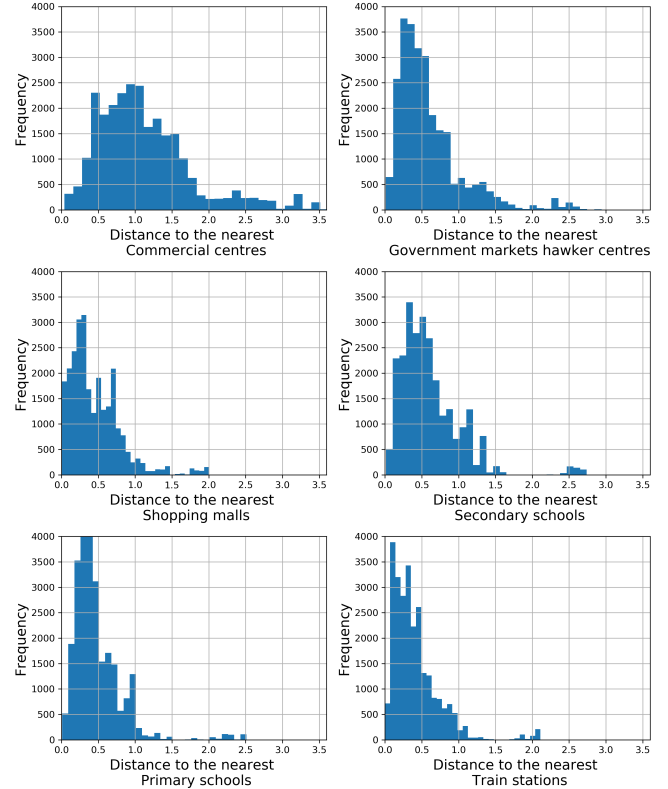 4000
3500
3000
2500
2000
1500
1000
500
0
Frequency
0.0 0.5 1.0 1.5 2.0 2.5 3.0 3.5
Distance to the nearest
Commercial centres
4000
3500
3000
2500
2000
1500
1000
500
0
Frequency
0.0 0.5 1.0 1.5 2.0 2.5 3.0 3.5
Distance to the nearest
Government markets hawker centres
4000
3500
3000
2500
2000
1500
1000
500
0
Frequency
0.0 0.5 1.0 1.5 2.0 2.5 3.0 3.5
Distance to the nearest
Shopping malls
4000
3500
3000
2500
2000
1500
1000
500
0
Frequency
0.0 0.5 1.0 1.5 2.0 2.5 3.0 3.5
Distance to the nearest
Secondary schools
4000
3500
3000
2500
2000
1500
1000
500
0
Frequency
0.0 0.5 1.0 1.5 2.0 2.5 3.0 3.5
Distance to the nearest
Primary schools
4000
3500
3000
2500
2000
1500
1000
500
0
Frequency
0.0 0.5 1.0 1.5 2.0 2.5 3.0 3.5
Distance to the nearest
Train stations